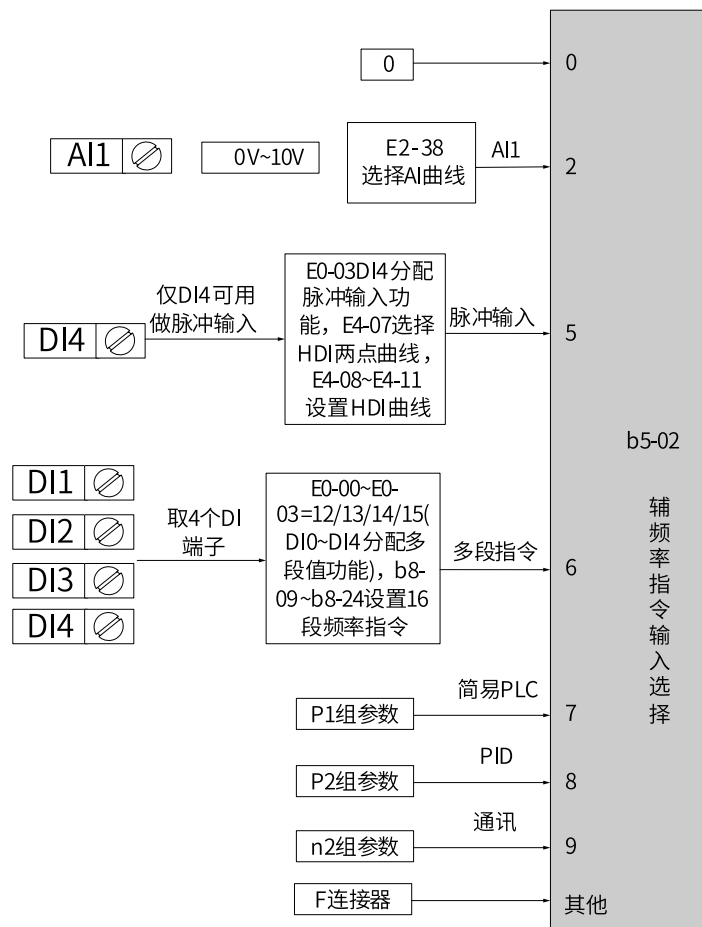 0
0
AI1
0V~10V
E2-38
选择AI曲线
AI1
2
DI4
仅DI4可用
做脉冲输入
E0-03DI4分配
脉冲输入功
能，E4-07选择
HDI两点曲线，
E4-08~E4-11
设置HDI曲线
脉冲输入
5
DI1
DI2
DI3
DI4
取4个DI
端子
E0-00~E0-
03=12/13/14/15(
DI0~DI4分配多
段值功能)，b8-
09~b8-24设置16
段频率指令
多段指令
6
P1组参数
简易PLC
7
P2组参数
PID
8
n2组参数
通讯
9
F连接器
其他
b5-02
辅频率指令输入选择